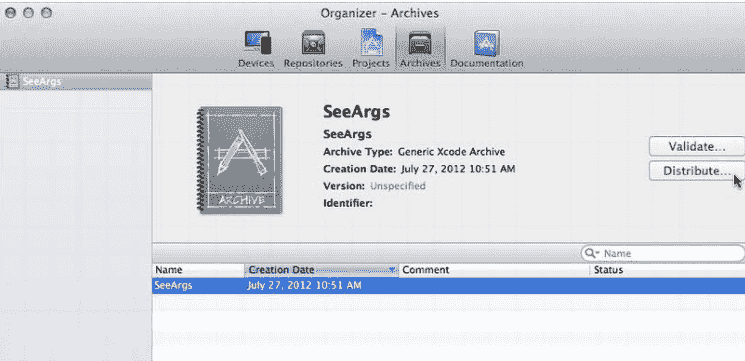 Organizer – Archives
Devices Repositories Projects Archives Documentation
SeeArgs
SeeArgs
SeeArgs
Archive Type: Generic Xcode Archive
Creation Date: July 27, 2012 10:51 AM
Version: Unspecified
Identifier:
Validate...
Distribute...
ARCHIVE
Name
Name Creation Date Comment Status
SeeArgs July 27, 2012 10:51 AM